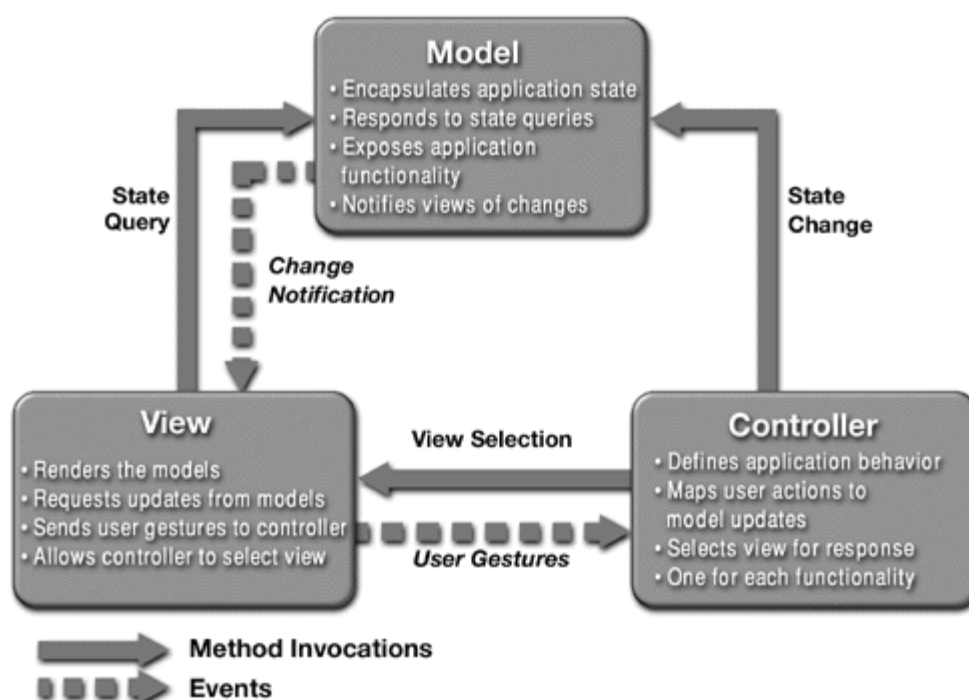 Model
• Encapsulates application state
• Responds to state queries
• Exposes application
functionality
• Notifies views of changes
State
Query
State
Change
Change
Notification
View
• Renders the models
• Requests updates from models
• Sends user gestures to controller
• Allows controller to select view
View Selection
User Gestures
Controller
• Defines application behavior
• Maps user actions to
model updates
• Selects view for response
• One for each functionality
Method Invocations
Events